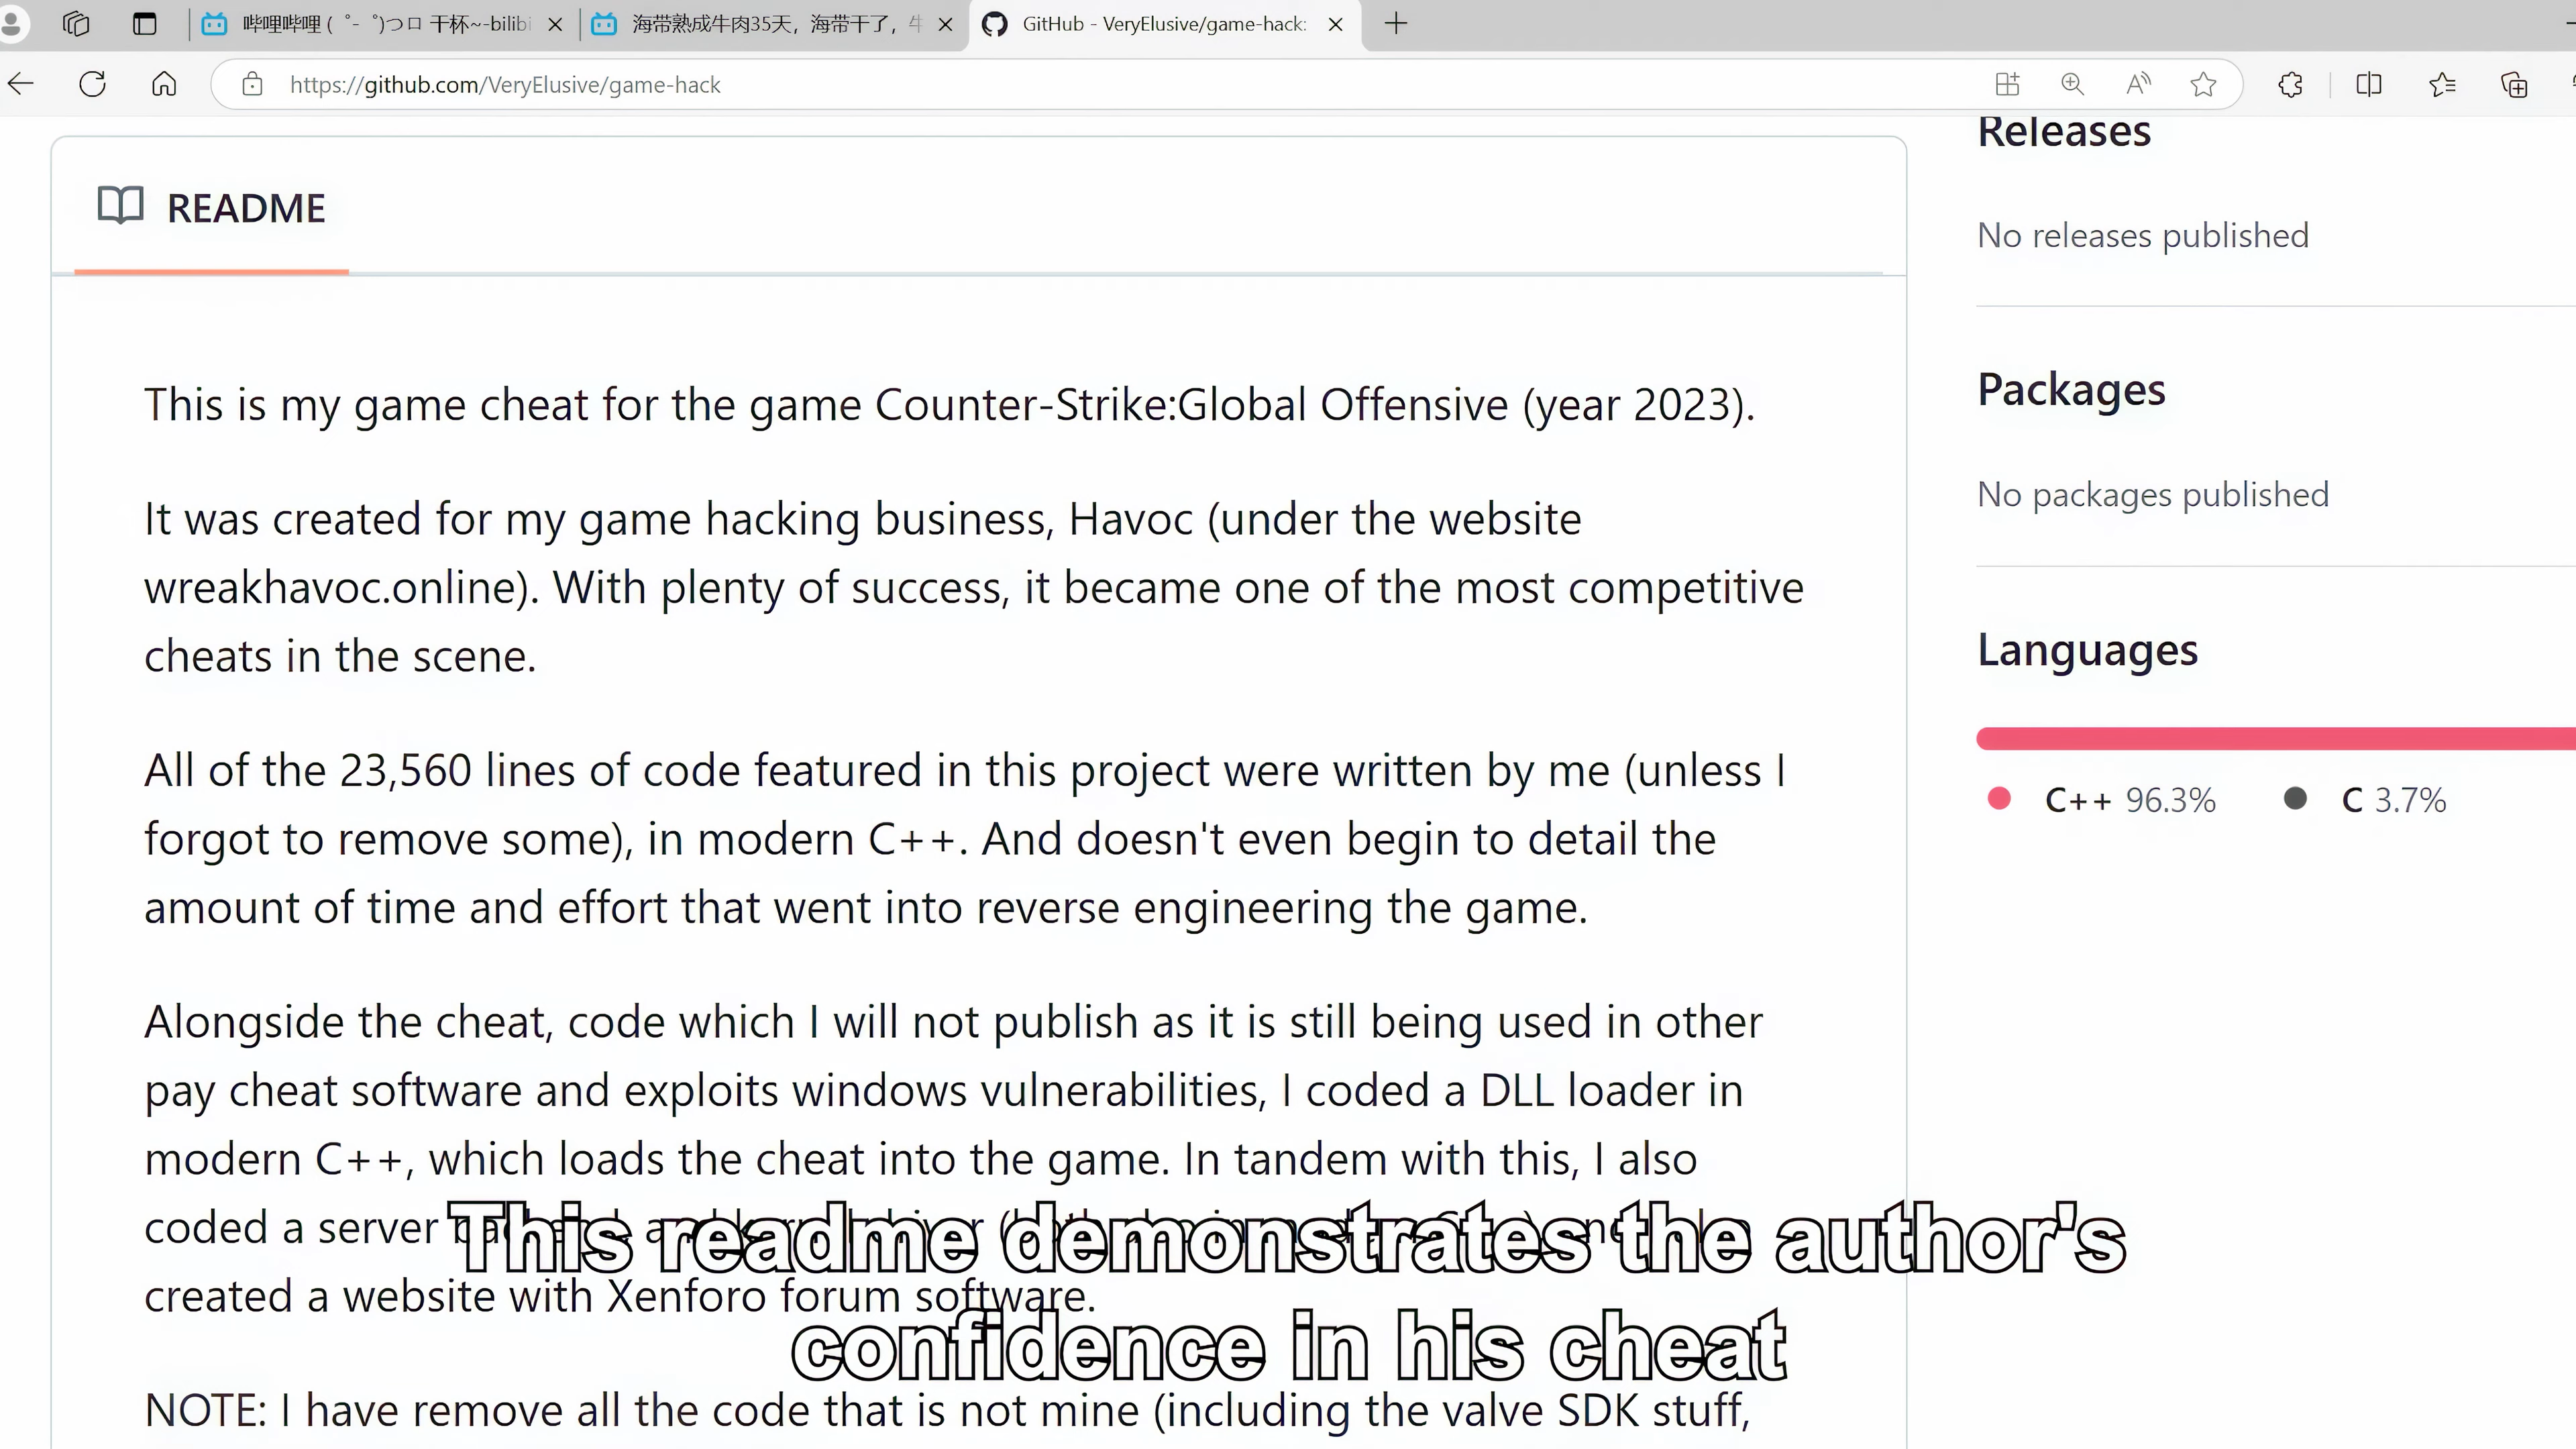 哔哩哔哩 (゜-゜)つロ 干杯~-bilibi
海带熟成牛肉35天，海带干了，牛
GitHub - VeryElusive/game-hack:
https://github.com/VeryElusive/game-hack
Releases
README
No releases published
This is my game cheat for the game Counter-Strike:Global Offensive (year 2023).
Packages
It was created for my game hacking business, Havoc (under the website
No packages published
wreakhavoc.online). With plenty of success, it became one of the most competitive
cheats in the scene.
Languages
All of the 23,560 lines of code featured in this project were written by me (unless I
C++ 96.3% C 3.7%
forgot to remove some), in modern C++. And doesn't even begin to detail the
amount of time and effort that went into reverse engineering the game.
Alongside the cheat, code which I will not publish as it is still being used in other
pay cheat software and exploits windows vulnerabilities, I coded a DLL loader in
modern C++, which loads the cheat into the game. In tandem with this, I also
coded a server
This readme demonstrates the author's
created a website with Xenforo forum software.
confidence in his cheat
NOTE: I have remove all the code that is not mine (including the valve SDK stuff,